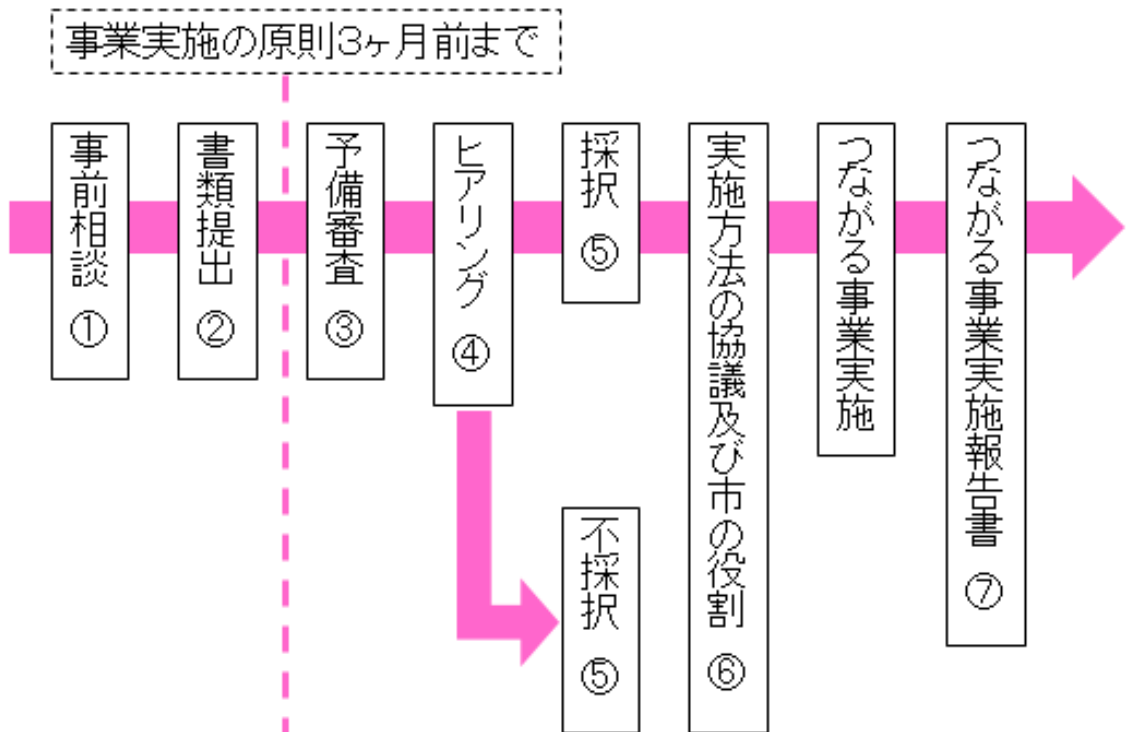 事業実施の原則3ヶ月前まで
事前相談 ①
書類提出 ②
予備審査 ③
ヒアリング ④
採択 ⑤
不採択 ⑤
実施方法の協議及び市の役割 ⑥
つながる事業実施
つながる事業実施報告書 ⑦